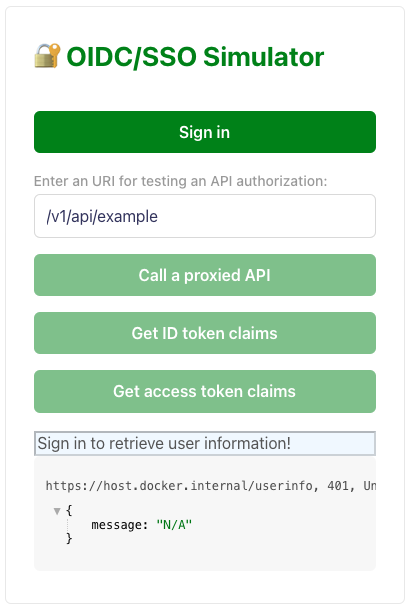 OIDC/SSO Simulator
Sign in
Enter an URI for testing an API authorization:
/v1/api/example
Call a proxied API
Get ID token claims
Get access token claims
Sign in to retrieve user information!
https://host.docker.internal/userinfo, 401, Un
{
message: "N/A"
}